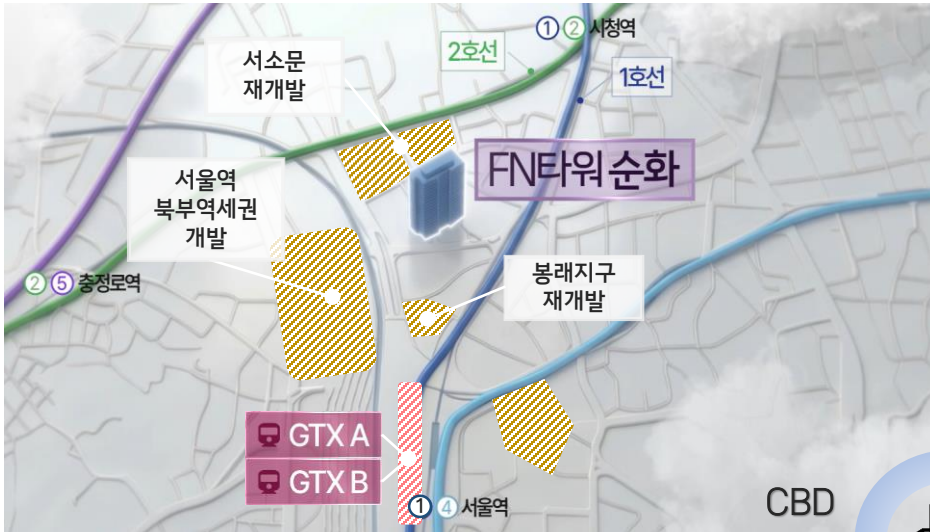 ① ② 시청역
서소문
재개발
2호선
1호선
FN타워 순화
서울역
북부역세권
개발
② ⑤ 충정로역
봉래지구
재개발
GTX A
GTX B
① ④ 서울역
CBD